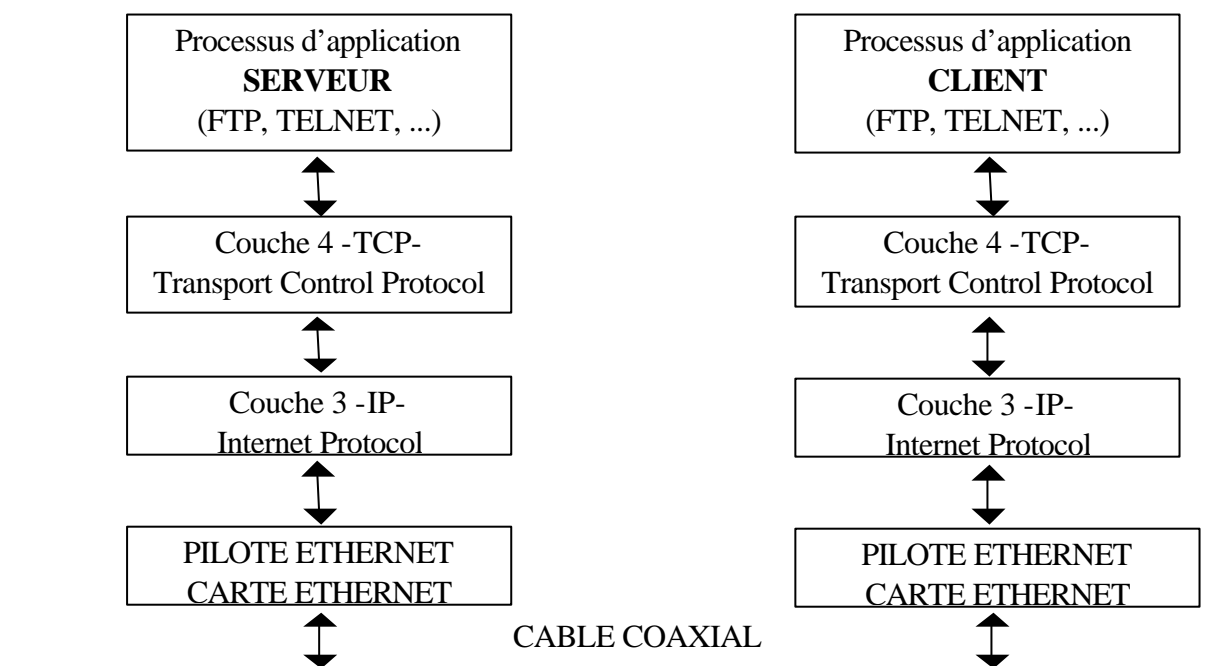 Processus d'application
SERVEUR
(FTP, TELNET, ...)
Couche 4 -TCP-
Transport Control Protocol
Couche 3 -IP-
Internet Protocol
PILOTE ETHERNET
CARTE ETHERNET
Processus d'application
CLIENT
(FTP, TELNET, ...)
Couche 4 -TCP-
Transport Control Protocol
Couche 3 -IP-
Internet Protocol
PILOTE ETHERNET
CARTE ETHERNET
CABLE COAXIAL